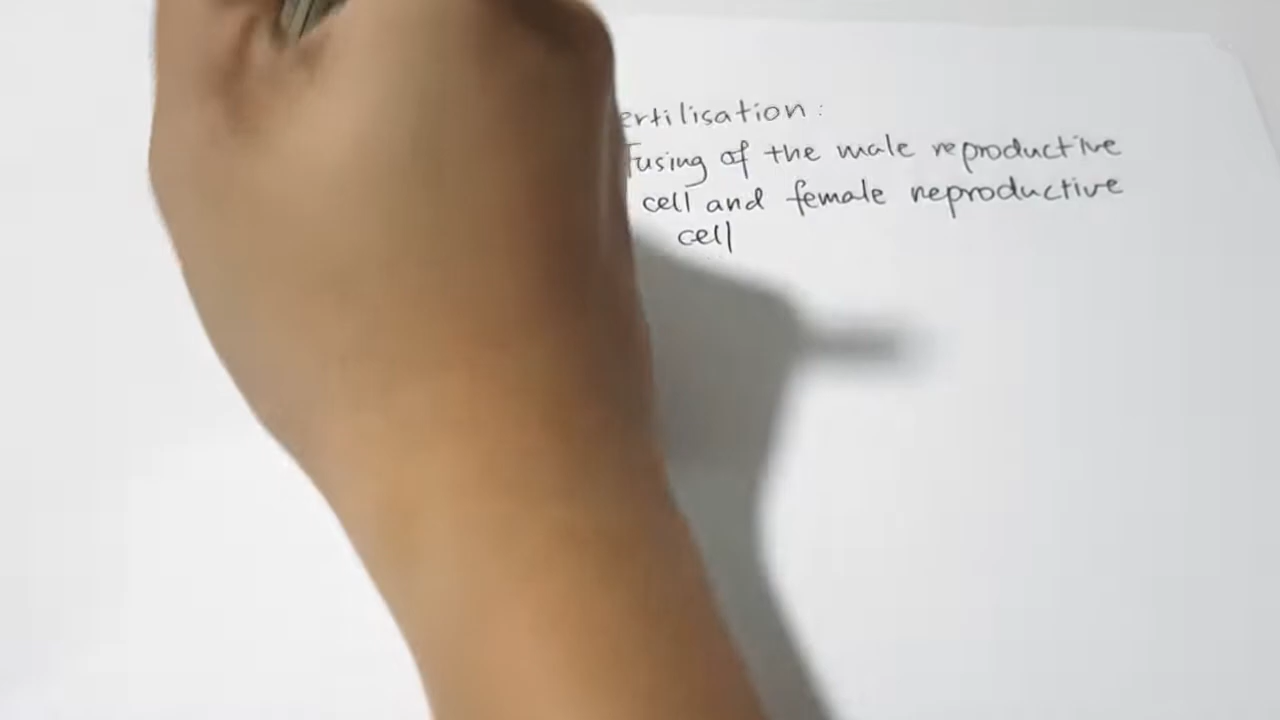 ertilisation:
Fusing of the male reproductive
cell and female reproductive
cell